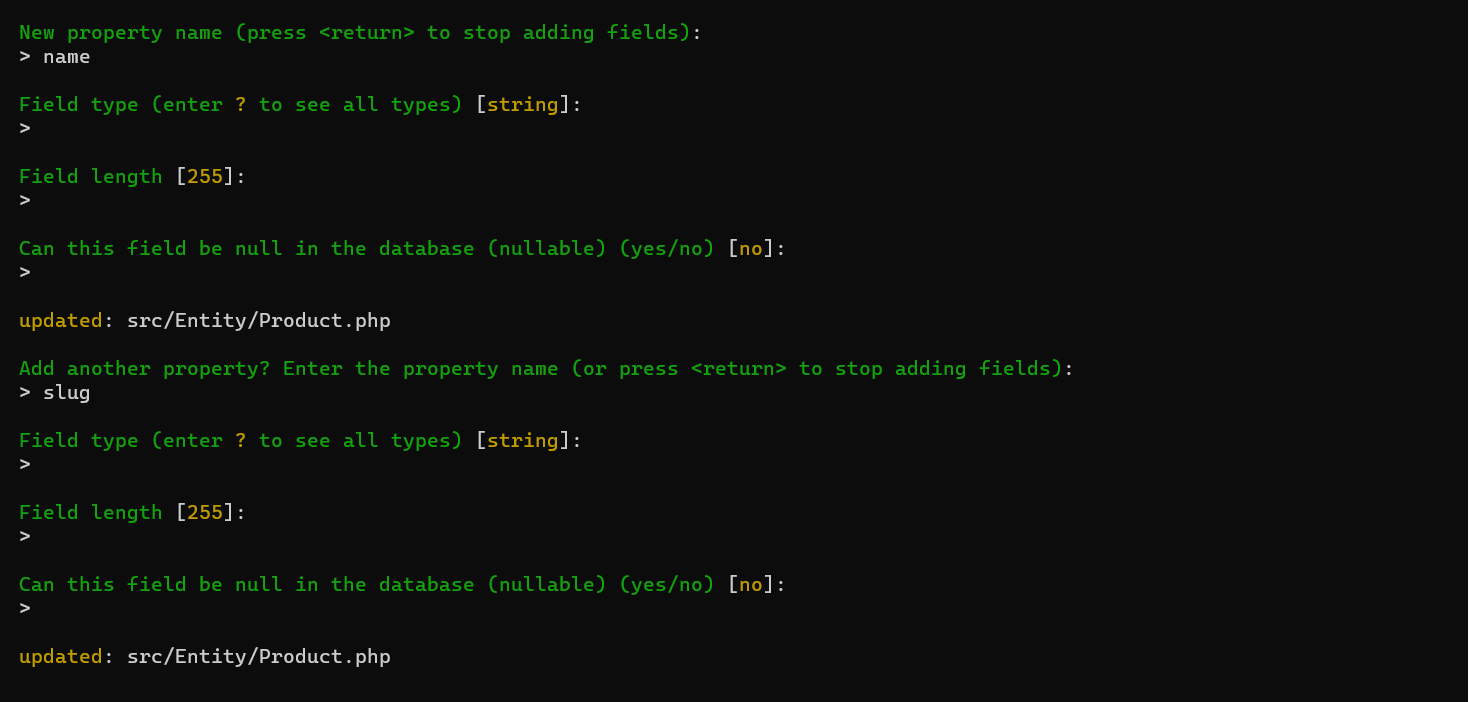 New property name (press <return> to stop adding fields):
> name
Field type (enter ? to see all types) [string]:
>
Field length [255]:
>
Can this field be null in the database (nullable) (yes/no) [no]:
>
updated: src/Entity/Product.php
Add another property? Enter the property name (or press <return> to stop adding fields):
> slug
Field type (enter ? to see all types) [string]:
>
Field length [255]:
>
Can this field be null in the database (nullable) (yes/no) [no]:
>
updated: src/Entity/Product.php